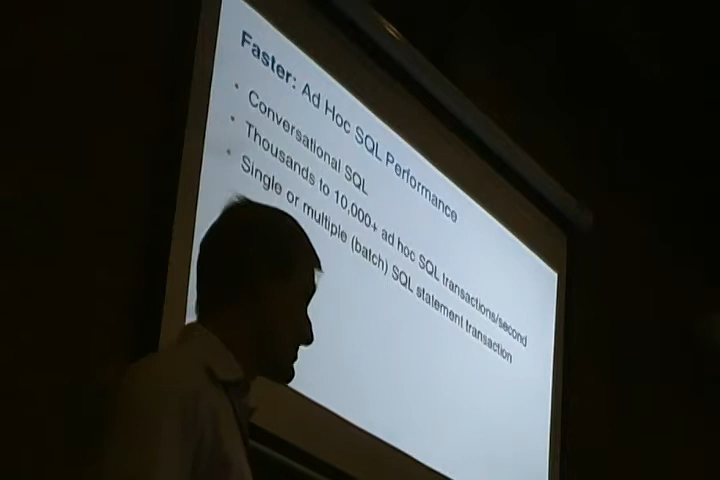 Faster: Ad Hoc SQL Performance
• Conversational SQL
• Thousands to 10,000+ ad hoc SQL transactions/second
• Single or multiple (batch) SQL statement transaction